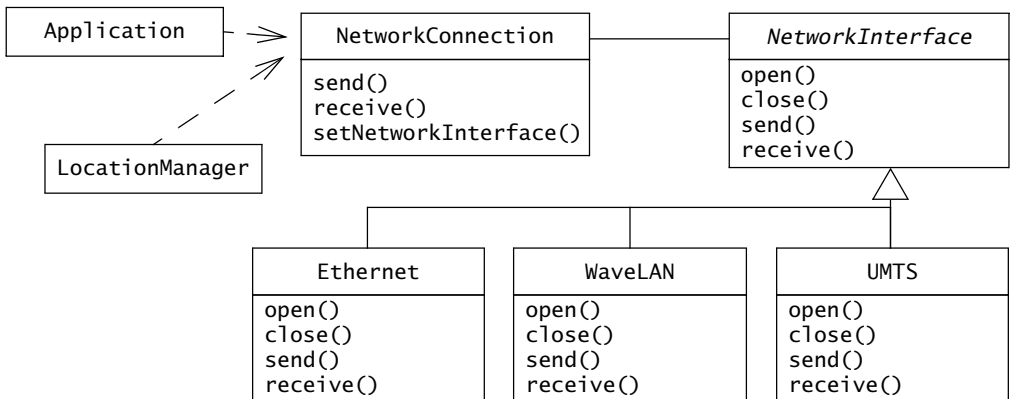 Application
NetworkConnection
send()
receive()
setNetworkInterface()
NetworkInterface
open()
close()
send()
receive()
LocationManager
Ethernet
open()
close()
send()
receive()
WaveLAN
open()
close()
send()
receive()
UMTS
open()
close()
send()
receive()